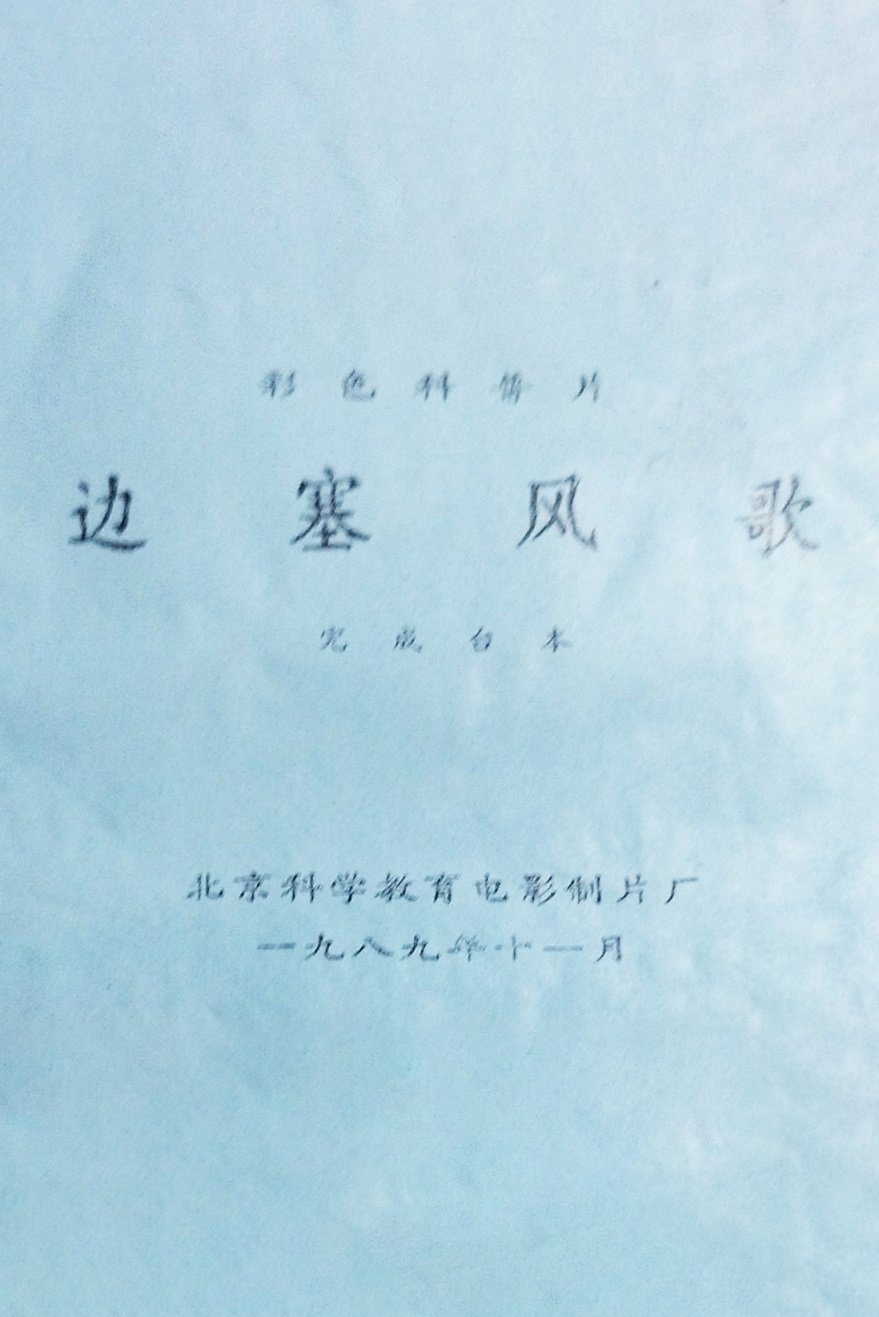 彩色科普片
边塞风歌
完成台本
北京科学教育电影制片厂
一九八九年十一月